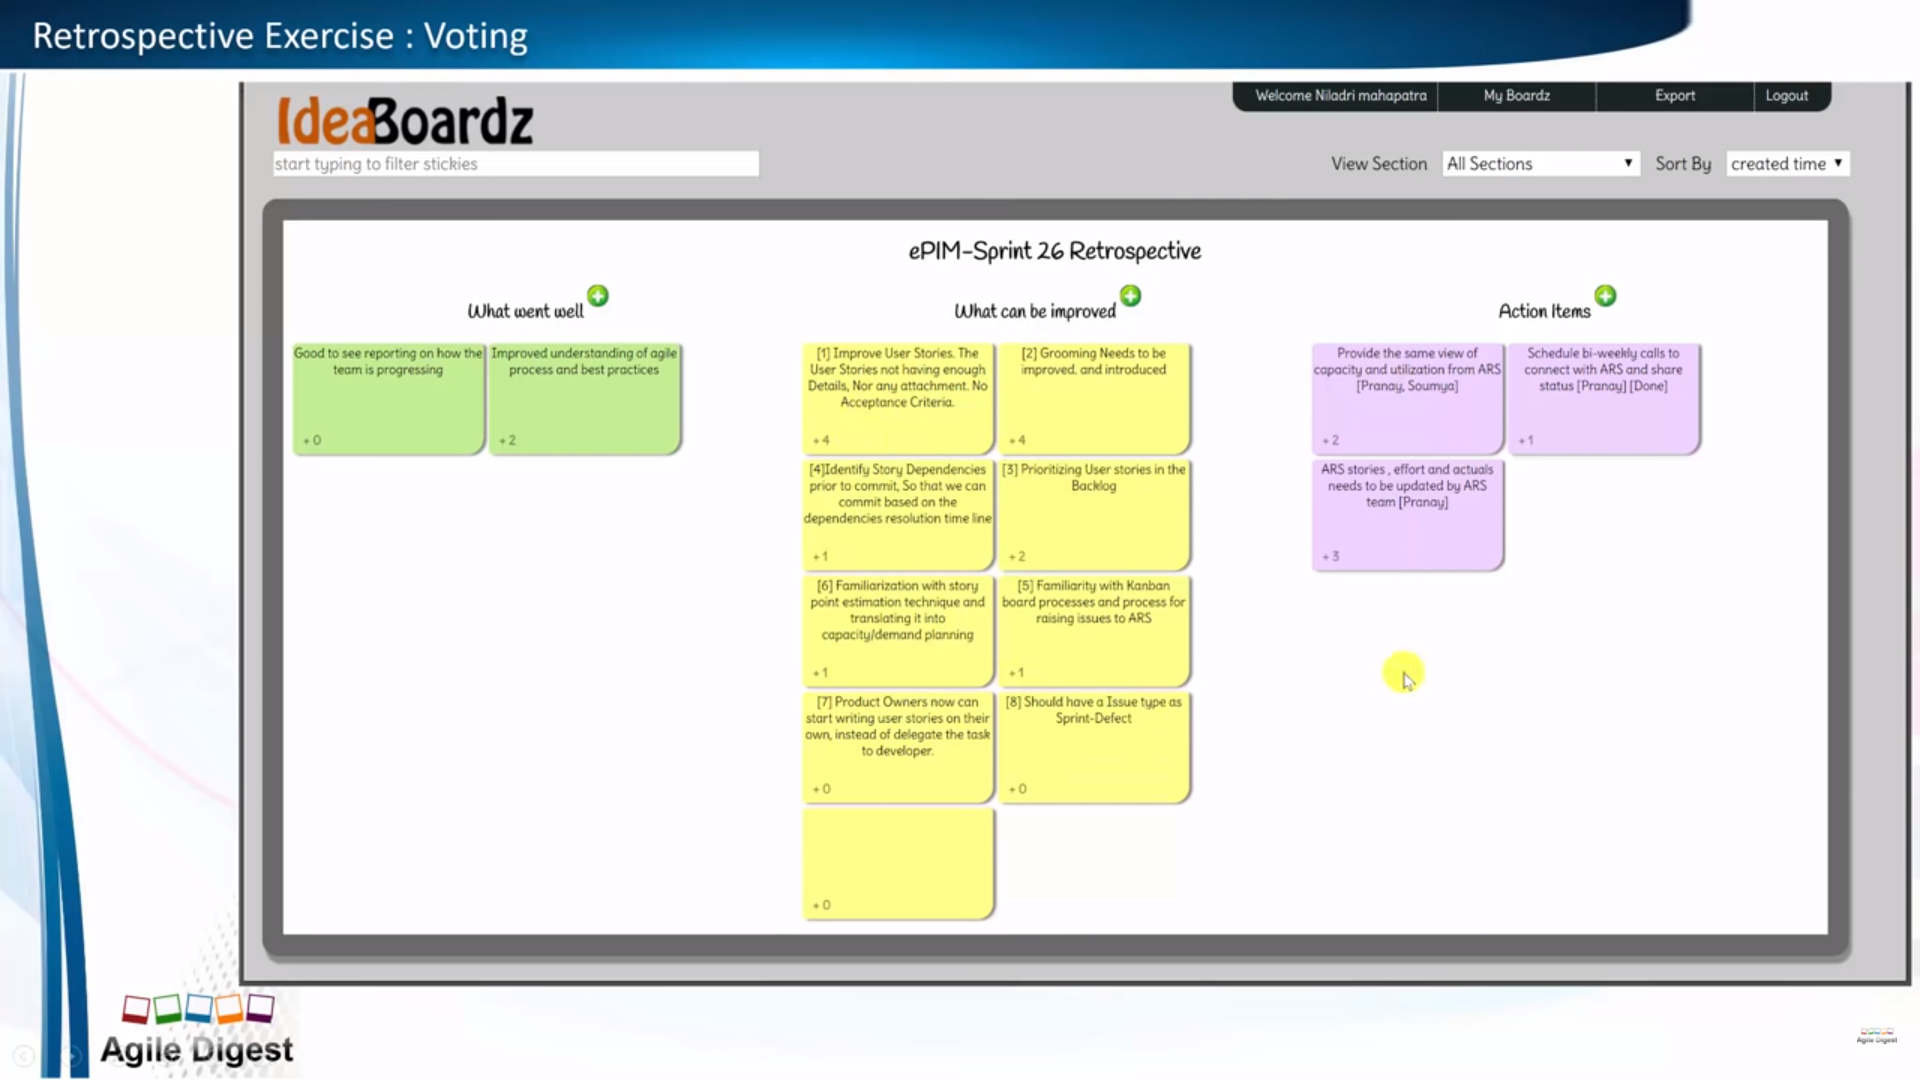 Retrospective Exercise : Voting
IdeaBoardz
Welcome Niladri mahapatra
My Boardz
Export
Logout
start typing to filter stickies
View Section
All Sections
Sort By
created time
ePIM-Sprint 26 Retrospective
What went well
Good to see reporting on how the
team is progressing
+0
Improved understanding of agile
process and best practices
+2
What can be improved
[1] Improve User Stories. The
User Stories not having enough
Details, Nor any attachment. No
Acceptance Criteria.
+4
[2] Grooming Needs to be
improved. and introduced
+4
[4]Identify Story Dependencies
prior to commit, So that we can
commit based on the
dependencies resolution time line
+1
[3] Prioritizing User stories in the
Backlog
+2
[6] Familiarization with story
point estimation technique and
translating it into
capacity/demand planning
+1
[5] Familiarity with Kanban
board processes and process for
raising issues to ARS
+1
[7] Product Owners now can
start writing user stories on their
own, instead of delegate the task
to developer.
+0
[8] Should have a Issue type as
Sprint-Defect
+0
+0
Action Items
Provide the same view of
capacity and utilization from ARS
[Pranay, Soumya]
+2
Schedule bi-weekly calls to
connect with ARS and share
status [Pranay] [Done]
+1
ARS stories , effort and actuals
needs to be updated by ARS
team [Pranay]
+3
Agile Digest
Agile Digest